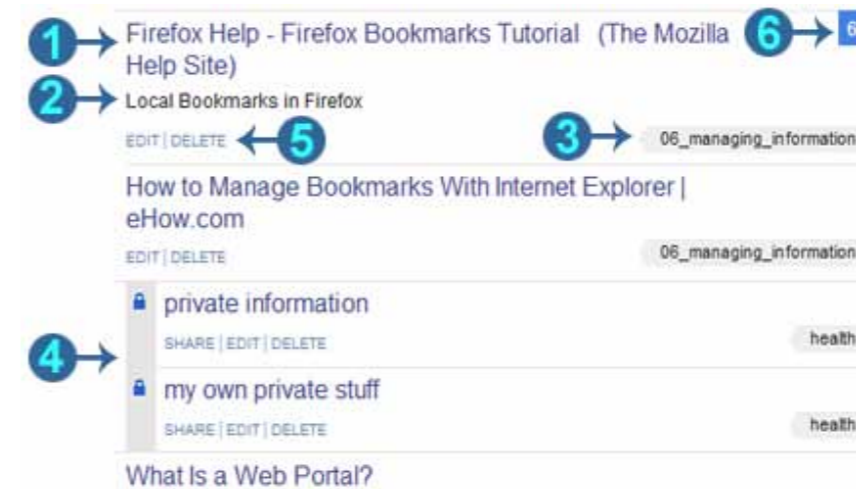 1 Firefox Help - Firefox Bookmarks Tutorial (The Mozilla 6 6
Help Site)
2 Local Bookmarks in Firefox
EDIT | DELETE 5 3 06_managing_information
How to Manage Bookmarks With Internet Explorer |
eHow.com
EDIT | DELETE 06_managing_information
private information
SHARE | EDIT | DELETE health
4
my own private stuff
SHARE | EDIT | DELETE health
What Is a Web Portal?